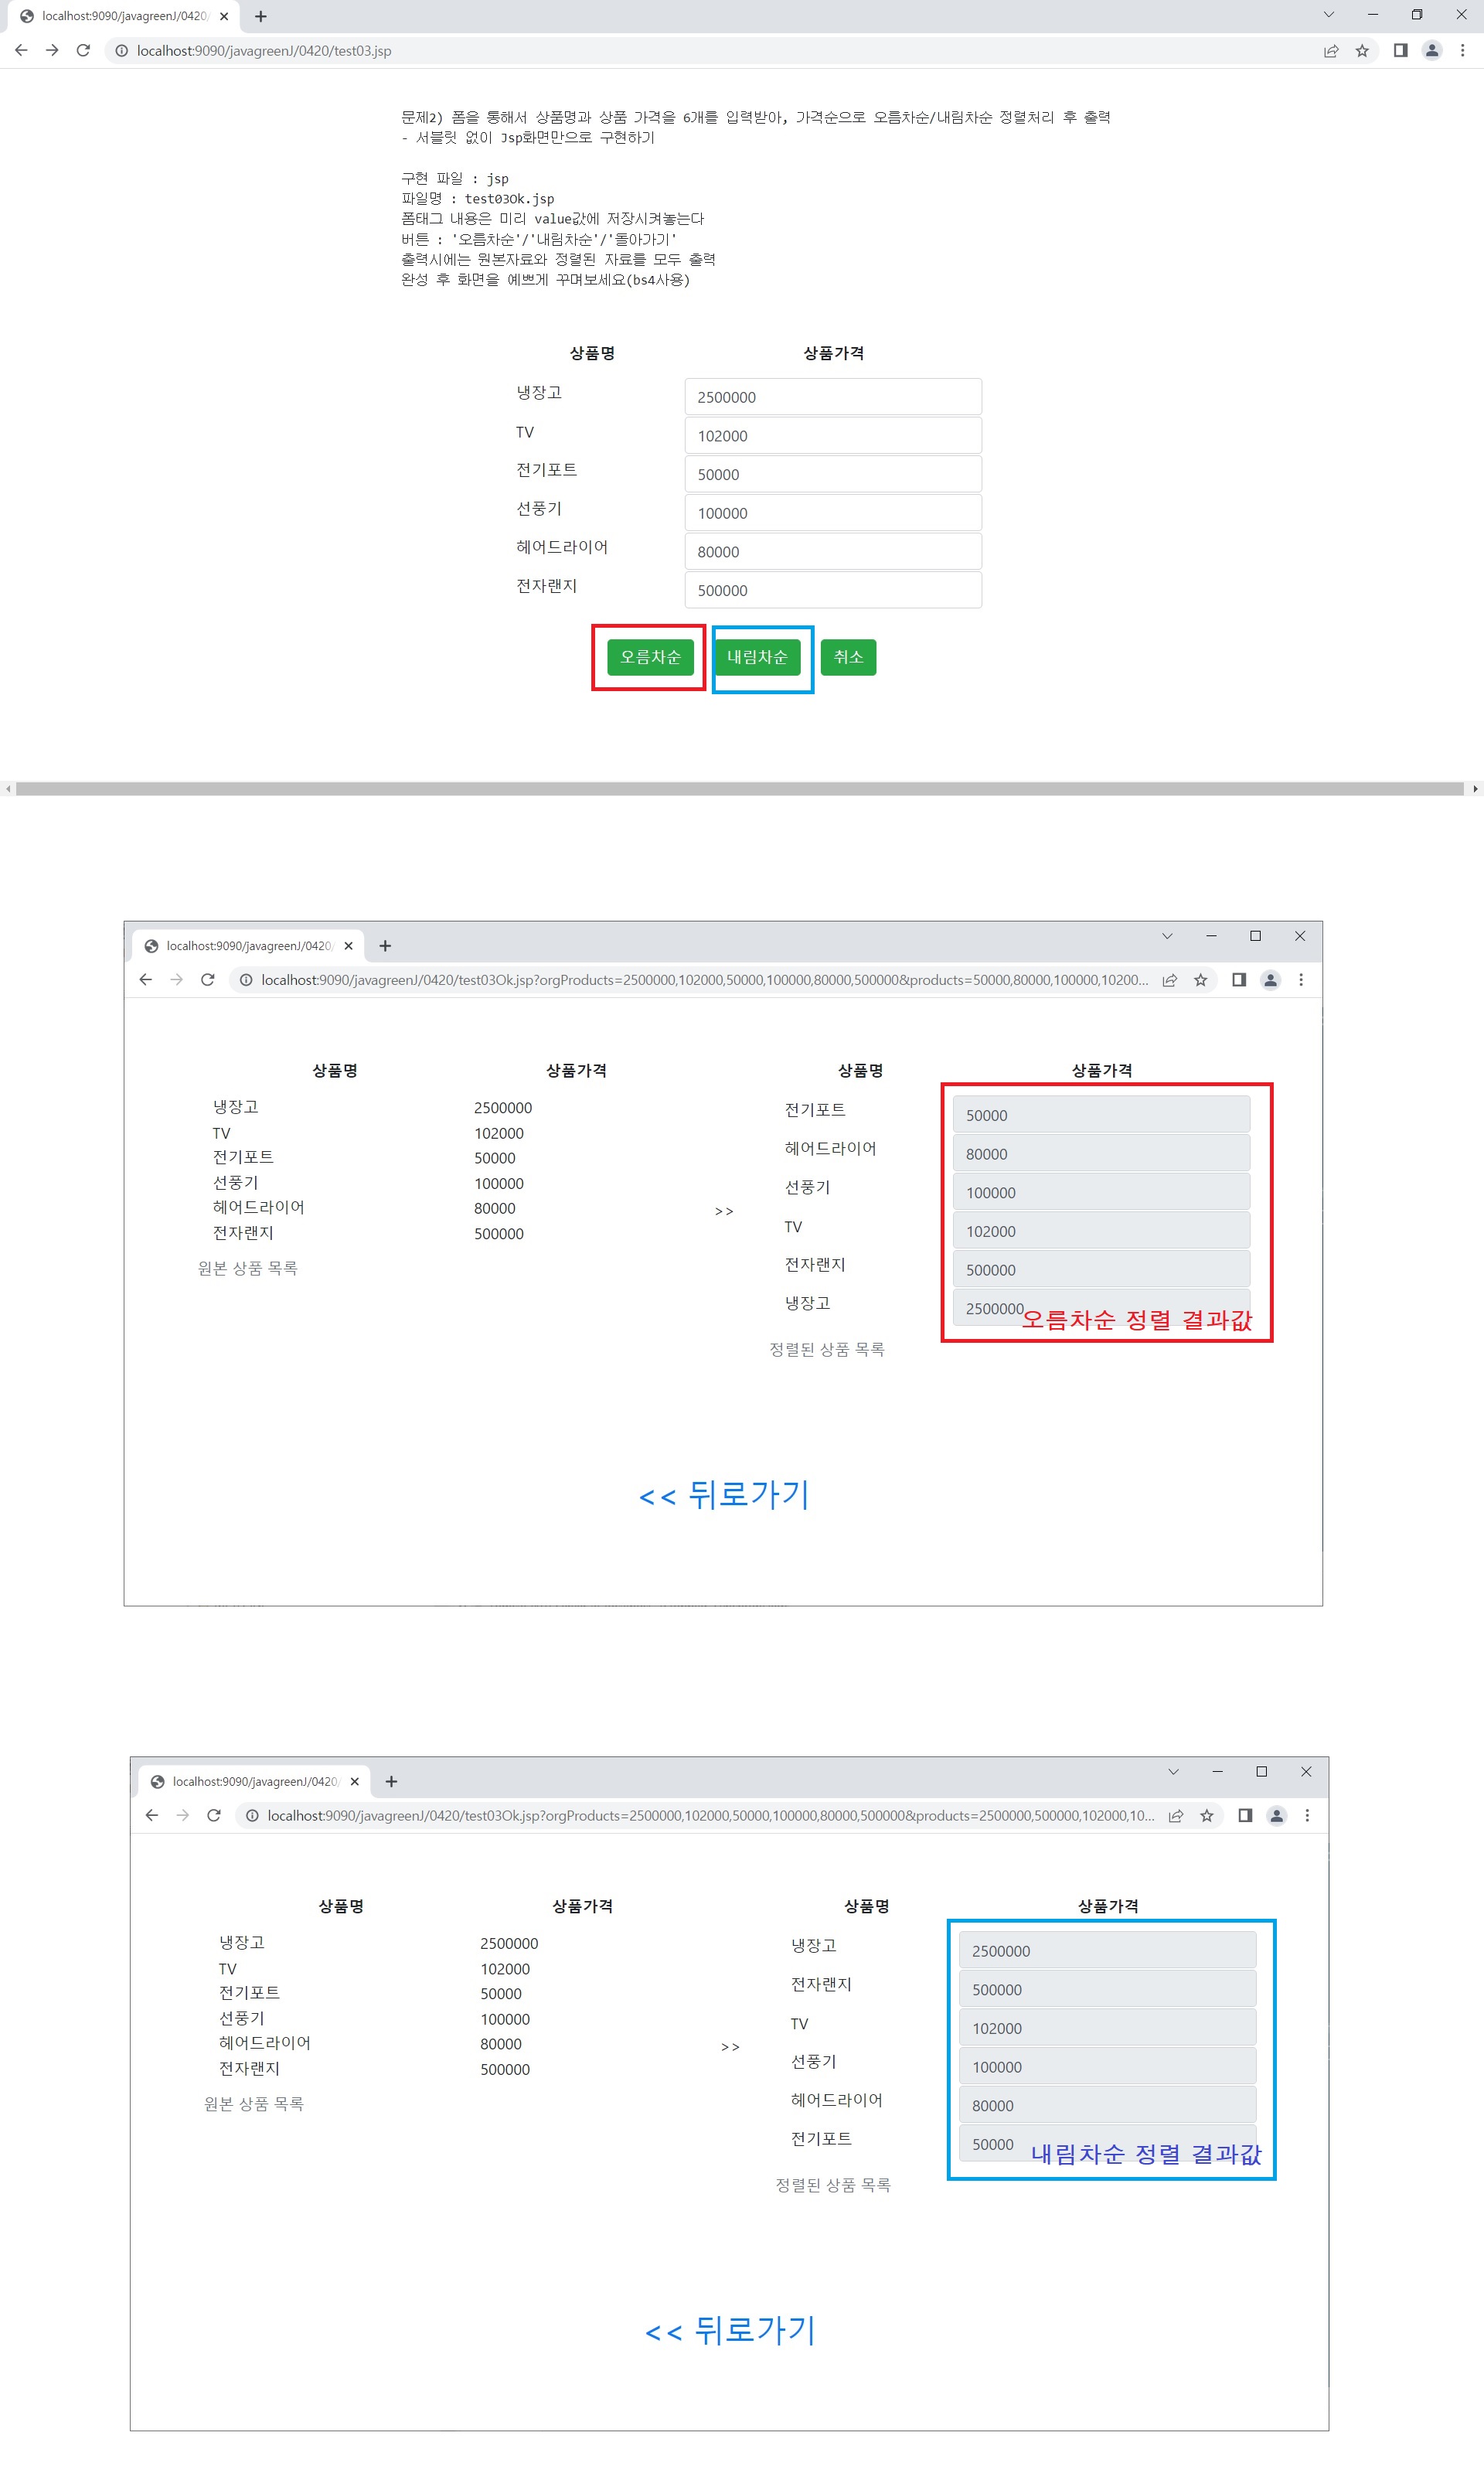 localhost:9090/javagreenJ/0420/
localhost:9090/javagreenJ/0420/test03.jsp
문제2) 폼을 통해서 상품명과 상품 가격을 6개를 입력받아, 가격순으로 오름차순/내림차순 정렬처리 후 출력
- 서블릿 없이 Jsp화면만으로 구현하기
구현 파일 : jsp
파일명 : test03Ok.jsp
폼태그 내용은 미리 value값에 저장시켜놓는다
버튼 : '오름차순'/'내림차순'/'돌아가기'
출력시에는 원본자료와 정렬된 자료를 모두 출력
완성 후 화면을 예쁘게 꾸며보세요(bs4사용)
상품명 상품가격
냉장고 2500000
TV 102000
전기포트 50000
선풍기 100000
헤어드라이어 80000
전자랜지 500000
오름차순 내림차순 취소
localhost:9090/javagreenJ/0420/
localhost:9090/javagreenJ/0420/test03Ok.jsp?orgProducts=2500000,102000,50000,100000,80000,500000&products=50000,80000,100000,10200...
상품명 상품가격
냉장고 2500000
TV 102000
전기포트 50000
선풍기 100000
헤어드라이어 80000
전자랜지 500000
원본 상품 목록
>>
상품명 상품가격
전기포트 50000
헤어드라이어 80000
선풍기 100000
TV 102000
전자랜지 500000
냉장고 2500000
오름차순 정렬 결과값
정렬된 상품 목록
<< 뒤로가기
localhost:9090/javagreenJ/0420/
localhost:9090/javagreenJ/0420/test03Ok.jsp?orgProducts=2500000,102000,50000,100000,80000,500000&products=2500000,500000,102000,10...
상품명 상품가격
냉장고 2500000
TV 102000
전기포트 50000
선풍기 100000
헤어드라이어 80000
전자랜지 500000
원본 상품 목록
>>
상품명 상품가격
냉장고 2500000
전자랜지 500000
TV 102000
선풍기 100000
헤어드라이어 80000
전기포트 50000
내림차순 정렬 결과값
정렬된 상품 목록
<< 뒤로가기